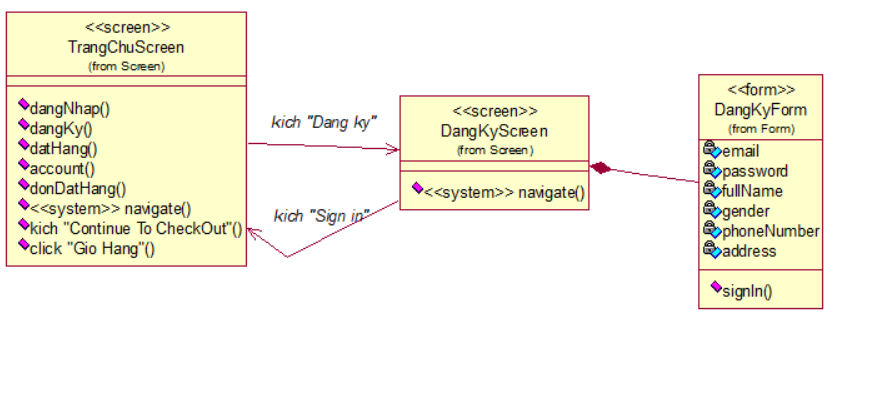 <<screen>>
TrangChuScreen
(from Screen)
dangNhap()
dangKy()
datHang()
account()
donDatHang()
<<system>> navigate()
kich "Continue To CheckOut"()
click "Gio Hang"()
kich "Dang ky"
kich "Sign in"
<<screen>>
DangKyScreen
(from Screen)
<<system>> navigate()
<<form>>
DangKyForm
(from Form)
email
password
fullName
gender
phoneNumber
address
signIn()